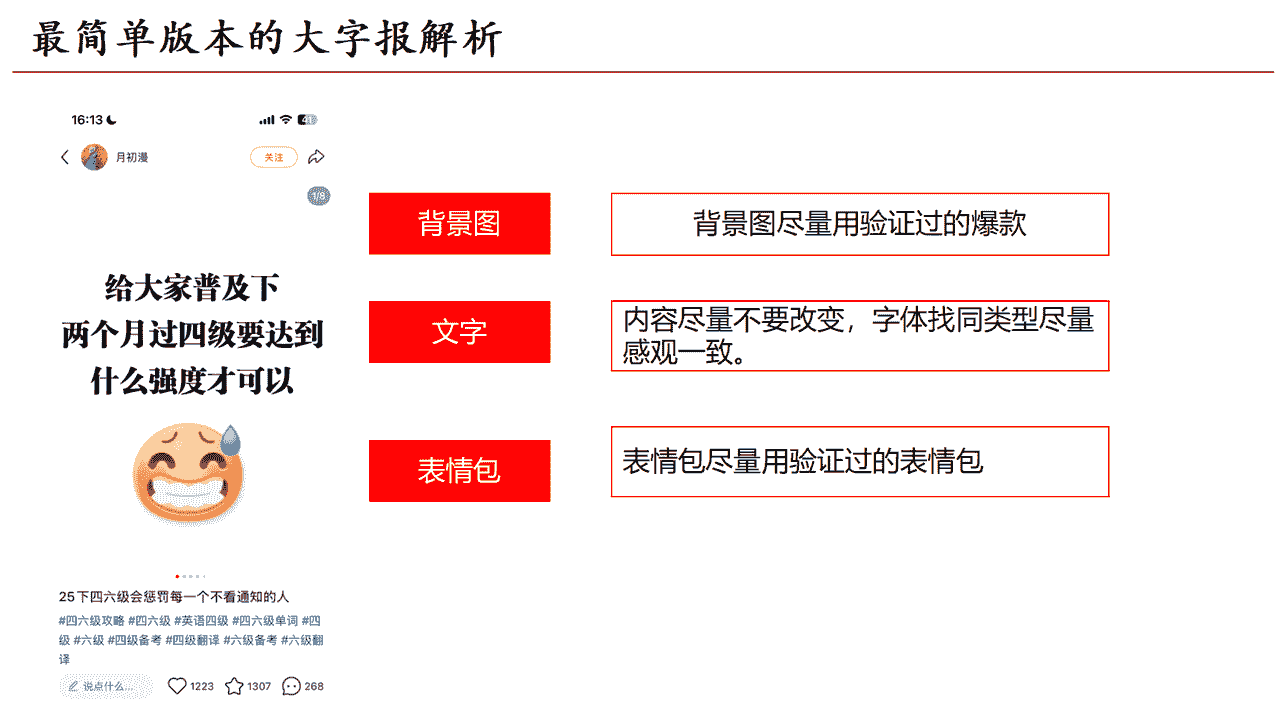 最简单版本的大字报解析
16:13
月初漫
关注
1/8
给大家普及下
两个月过四级要达到
什么强度才可以
25下四六级会惩罚每一个不看通知的人
#四六级攻略 #四六级 #英语四级 #四六级单词 #四
级 #六级 #四级备考 #四级翻译 #六级备考 #六级翻
译
说点什么...
1223
1307
268
背景图
背景图尽量用验证过的爆款
文字
内容尽量不要改变，字体找同类型尽量
感观一致。
表情包
表情包尽量用验证过的表情包